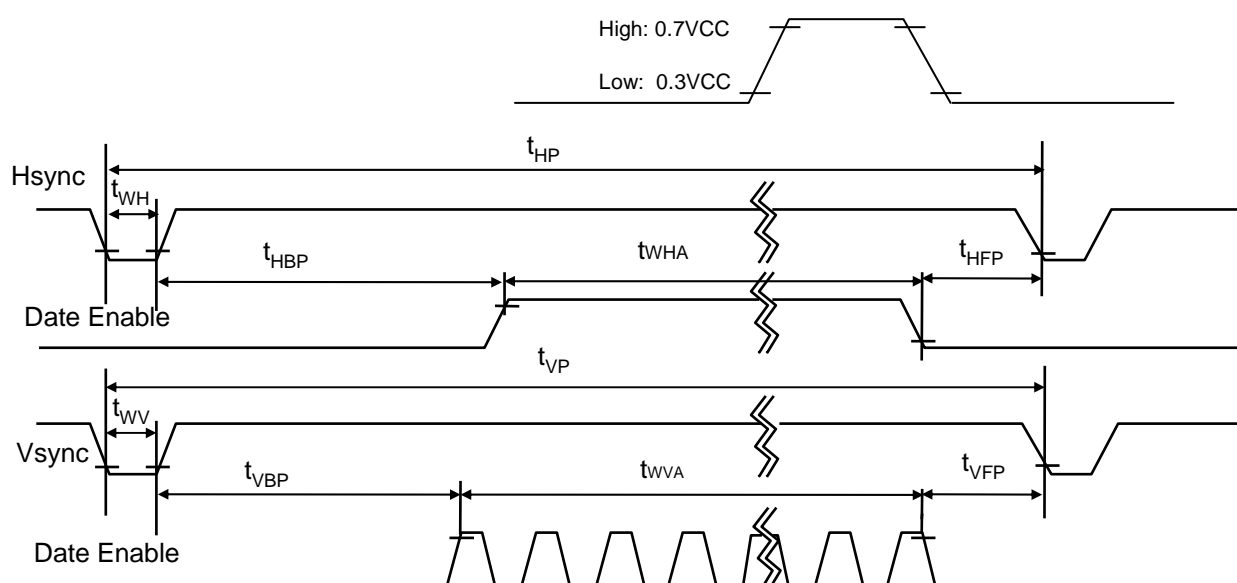 High: 0.7VCC
Low: 0.3VCC
tHP
Hsync
tWH
tHBP
tWHA
tHFP
Date Enable
tVP
tWV
Vsync
tVBP
tWVA
tVFP
Date Enable